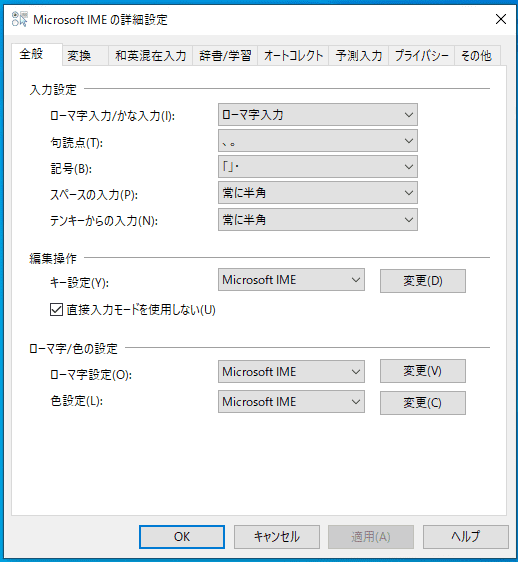 Microsoft IME の詳細設定
全般 変換 和英混在入力 辞書/学習 オートコレクト 予測入力 プライバシー その他
入力設定
ローマ字入力/かな入力(I): ローマ字入力
句読点(T): 、。
記号(B): 「」・
スペースの入力(P): 常に半角
テンキーからの入力(N): 常に半角
編集操作
キー設定(Y): Microsoft IME 変更(D)
直接入力モードを使用しない(U)
ローマ字/色の設定
ローマ字設定(O): Microsoft IME 変更(V)
色設定(L): Microsoft IME 変更(C)
OK キャンセル 適用(A) ヘルプ